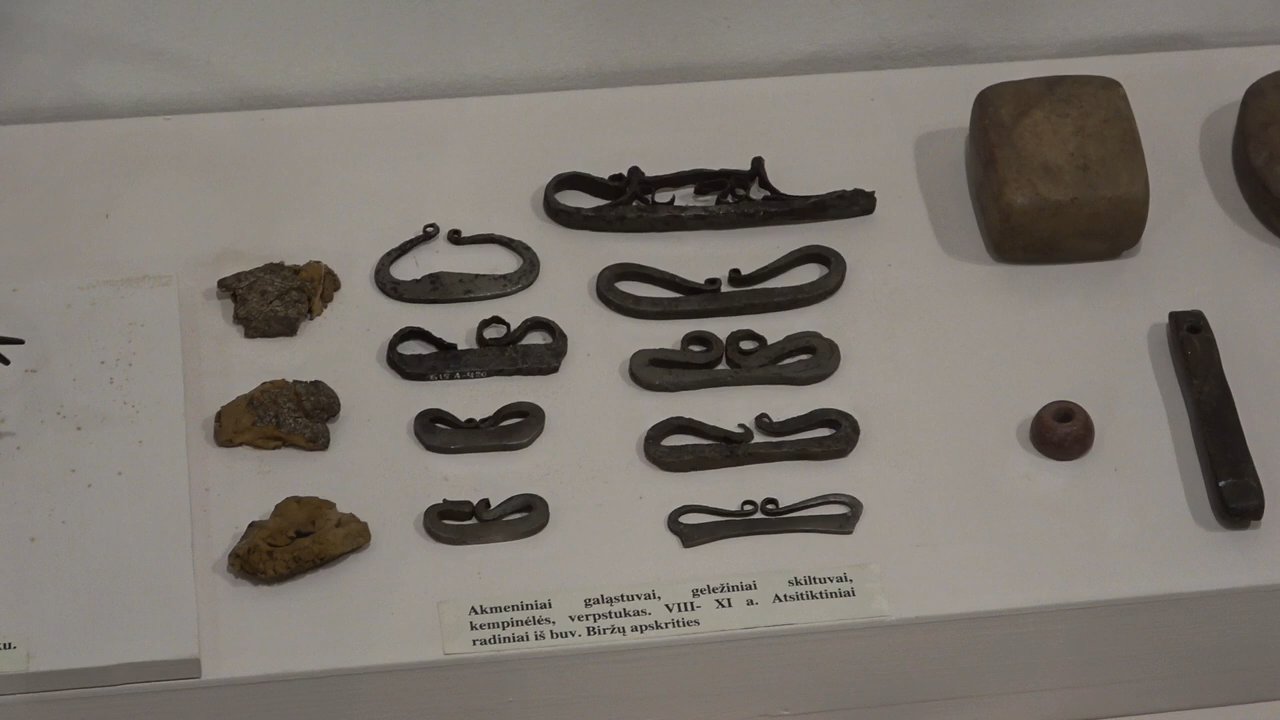 Akmeniniai galąstuvai, geležiniai skiltuvai,
kempinėlės, verpstukas. VIII- XI a. Atsitiktiniai
radiniai iš buv. Biržų apskrities